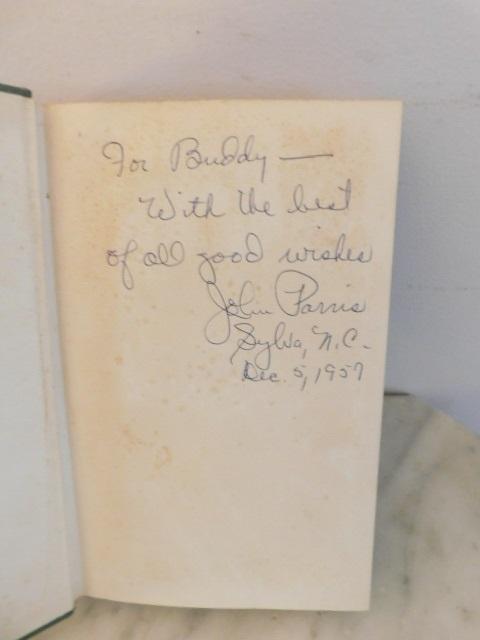 For Buddy —
With the best
of all good wishes
John Parris
Sylva, N.C.
Dec. 5, 1957